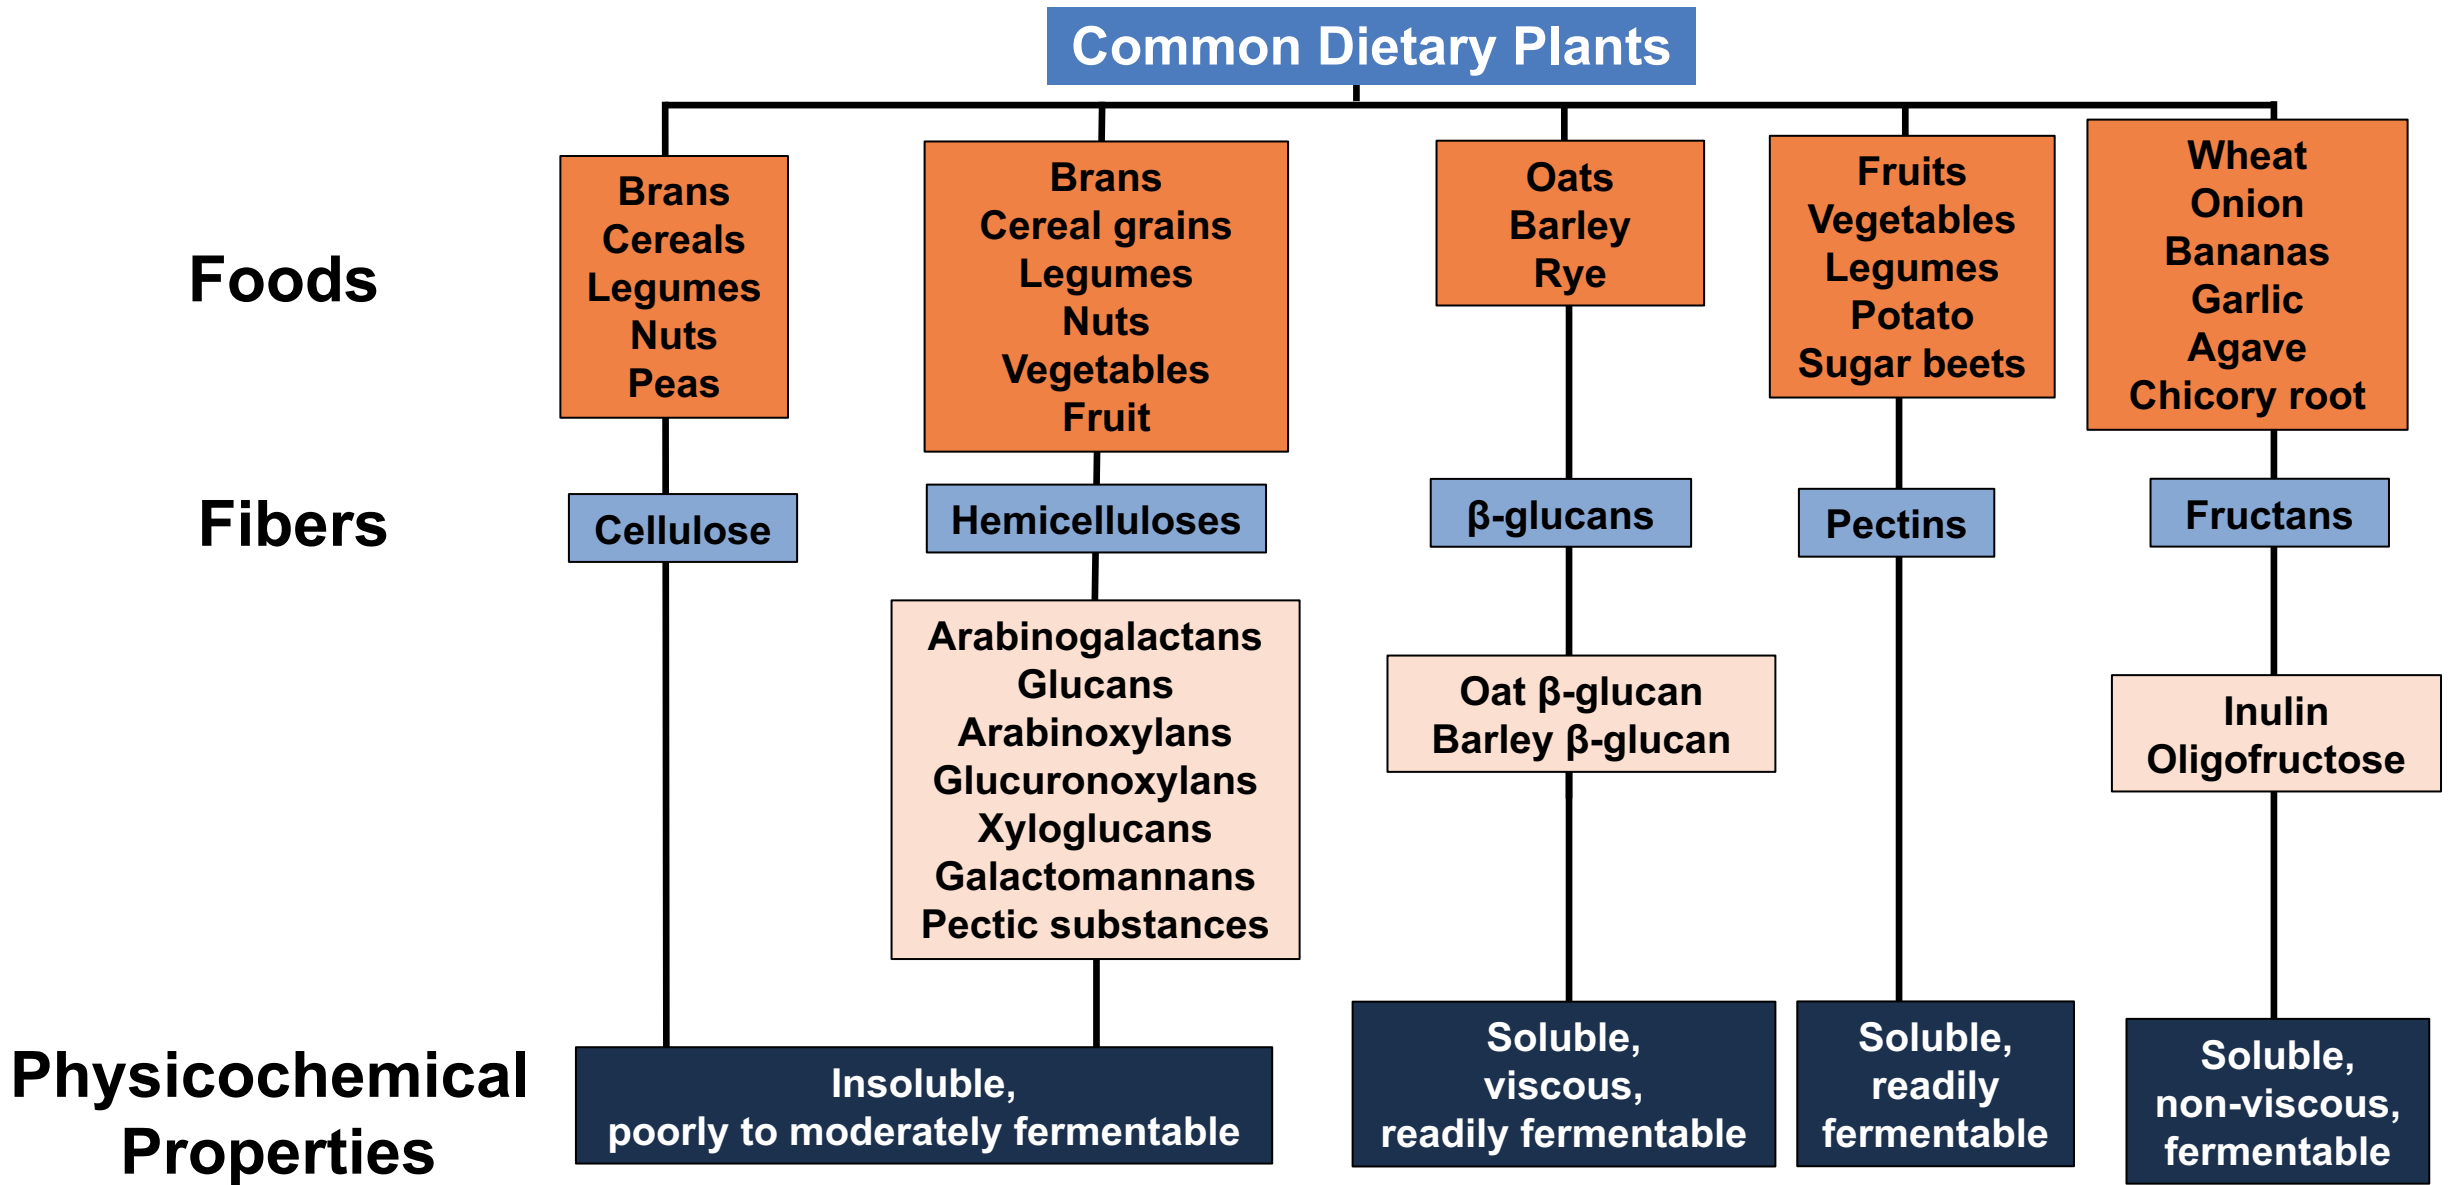 Common Dietary Plants
Foods
Brans
Cereals
Legumes
Nuts
Peas
Brans
Cereal grains
Legumes
Nuts
Vegetables
Fruit
Oats
Barley
Rye
Fruits
Vegetables
Legumes
Potato
Sugar beets
Wheat
Onion
Bananas
Garlic
Agave
Chicory root
Fibers
Cellulose
Hemicelluloses
β-glucans
Pectins
Fructans
Arabinogalactans
Glucans
Arabinoxylans
Glucuronoxylans
Xyloglucans
Galactomannans
Pectic substances
Oat β-glucan
Barley β-glucan
Inulin
Oligofructose
Physicochemical
Properties
Insoluble,
poorly to moderately fermentable
Soluble,
viscous,
readily fermentable
Soluble,
readily
fermentable
Soluble,
non-viscous,
fermentable